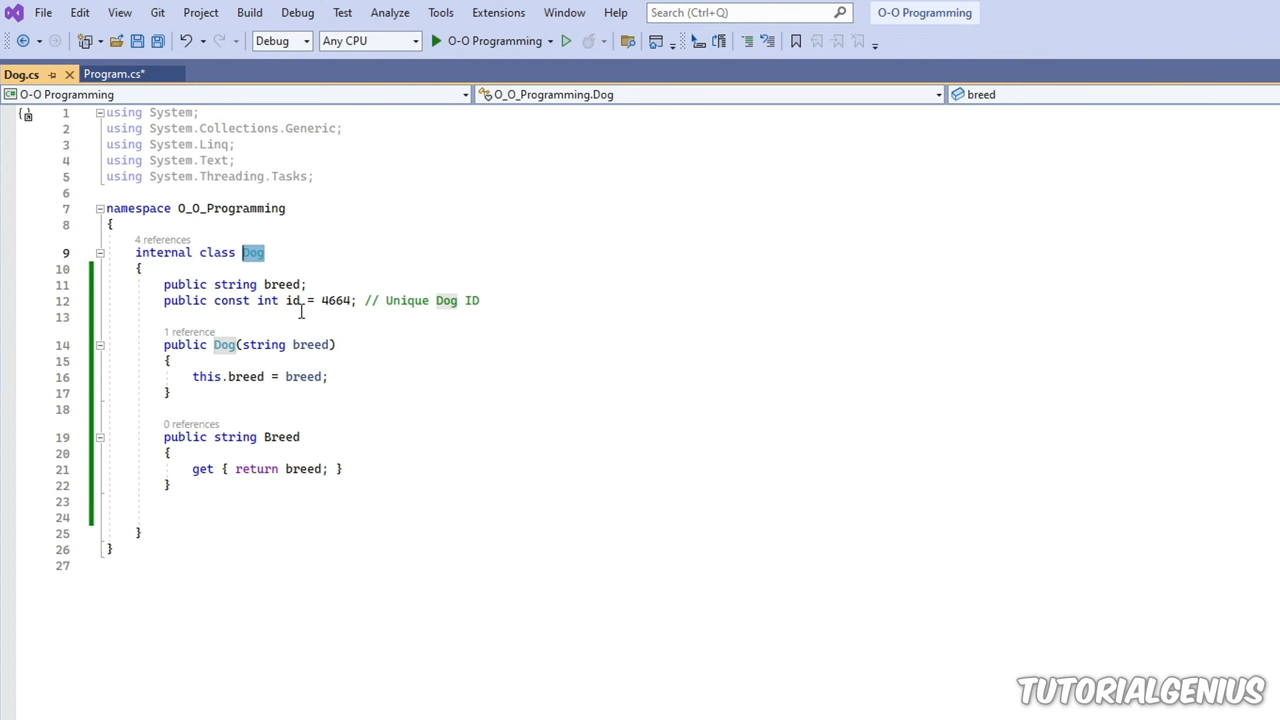 File Edit View Git Project Build Debug Test Analyze Tools Extensions Window Help Search (Ctrl+Q) O-O Programming
Debug Any CPU O-O Programming
Dog.cs Program.cs*
O-O Programming O_O_Programming.Dog breed
1 using System;
2 using System.Collections.Generic;
3 using System.Linq;
4 using System.Text;
5 using System.Threading.Tasks;
6
7 namespace O_O_Programming
8 {
4 references
9 internal class Dog
10 {
11 public string breed;
12 public const int id = 4664; // Unique Dog ID
13
1 reference
14 public Dog(string breed)
15 {
16 this.breed = breed;
17 }
18
0 references
19 public string Breed
20 {
21 get { return breed; }
22 }
23
24
25 }
26 }
27
TUTORIALGENIUS